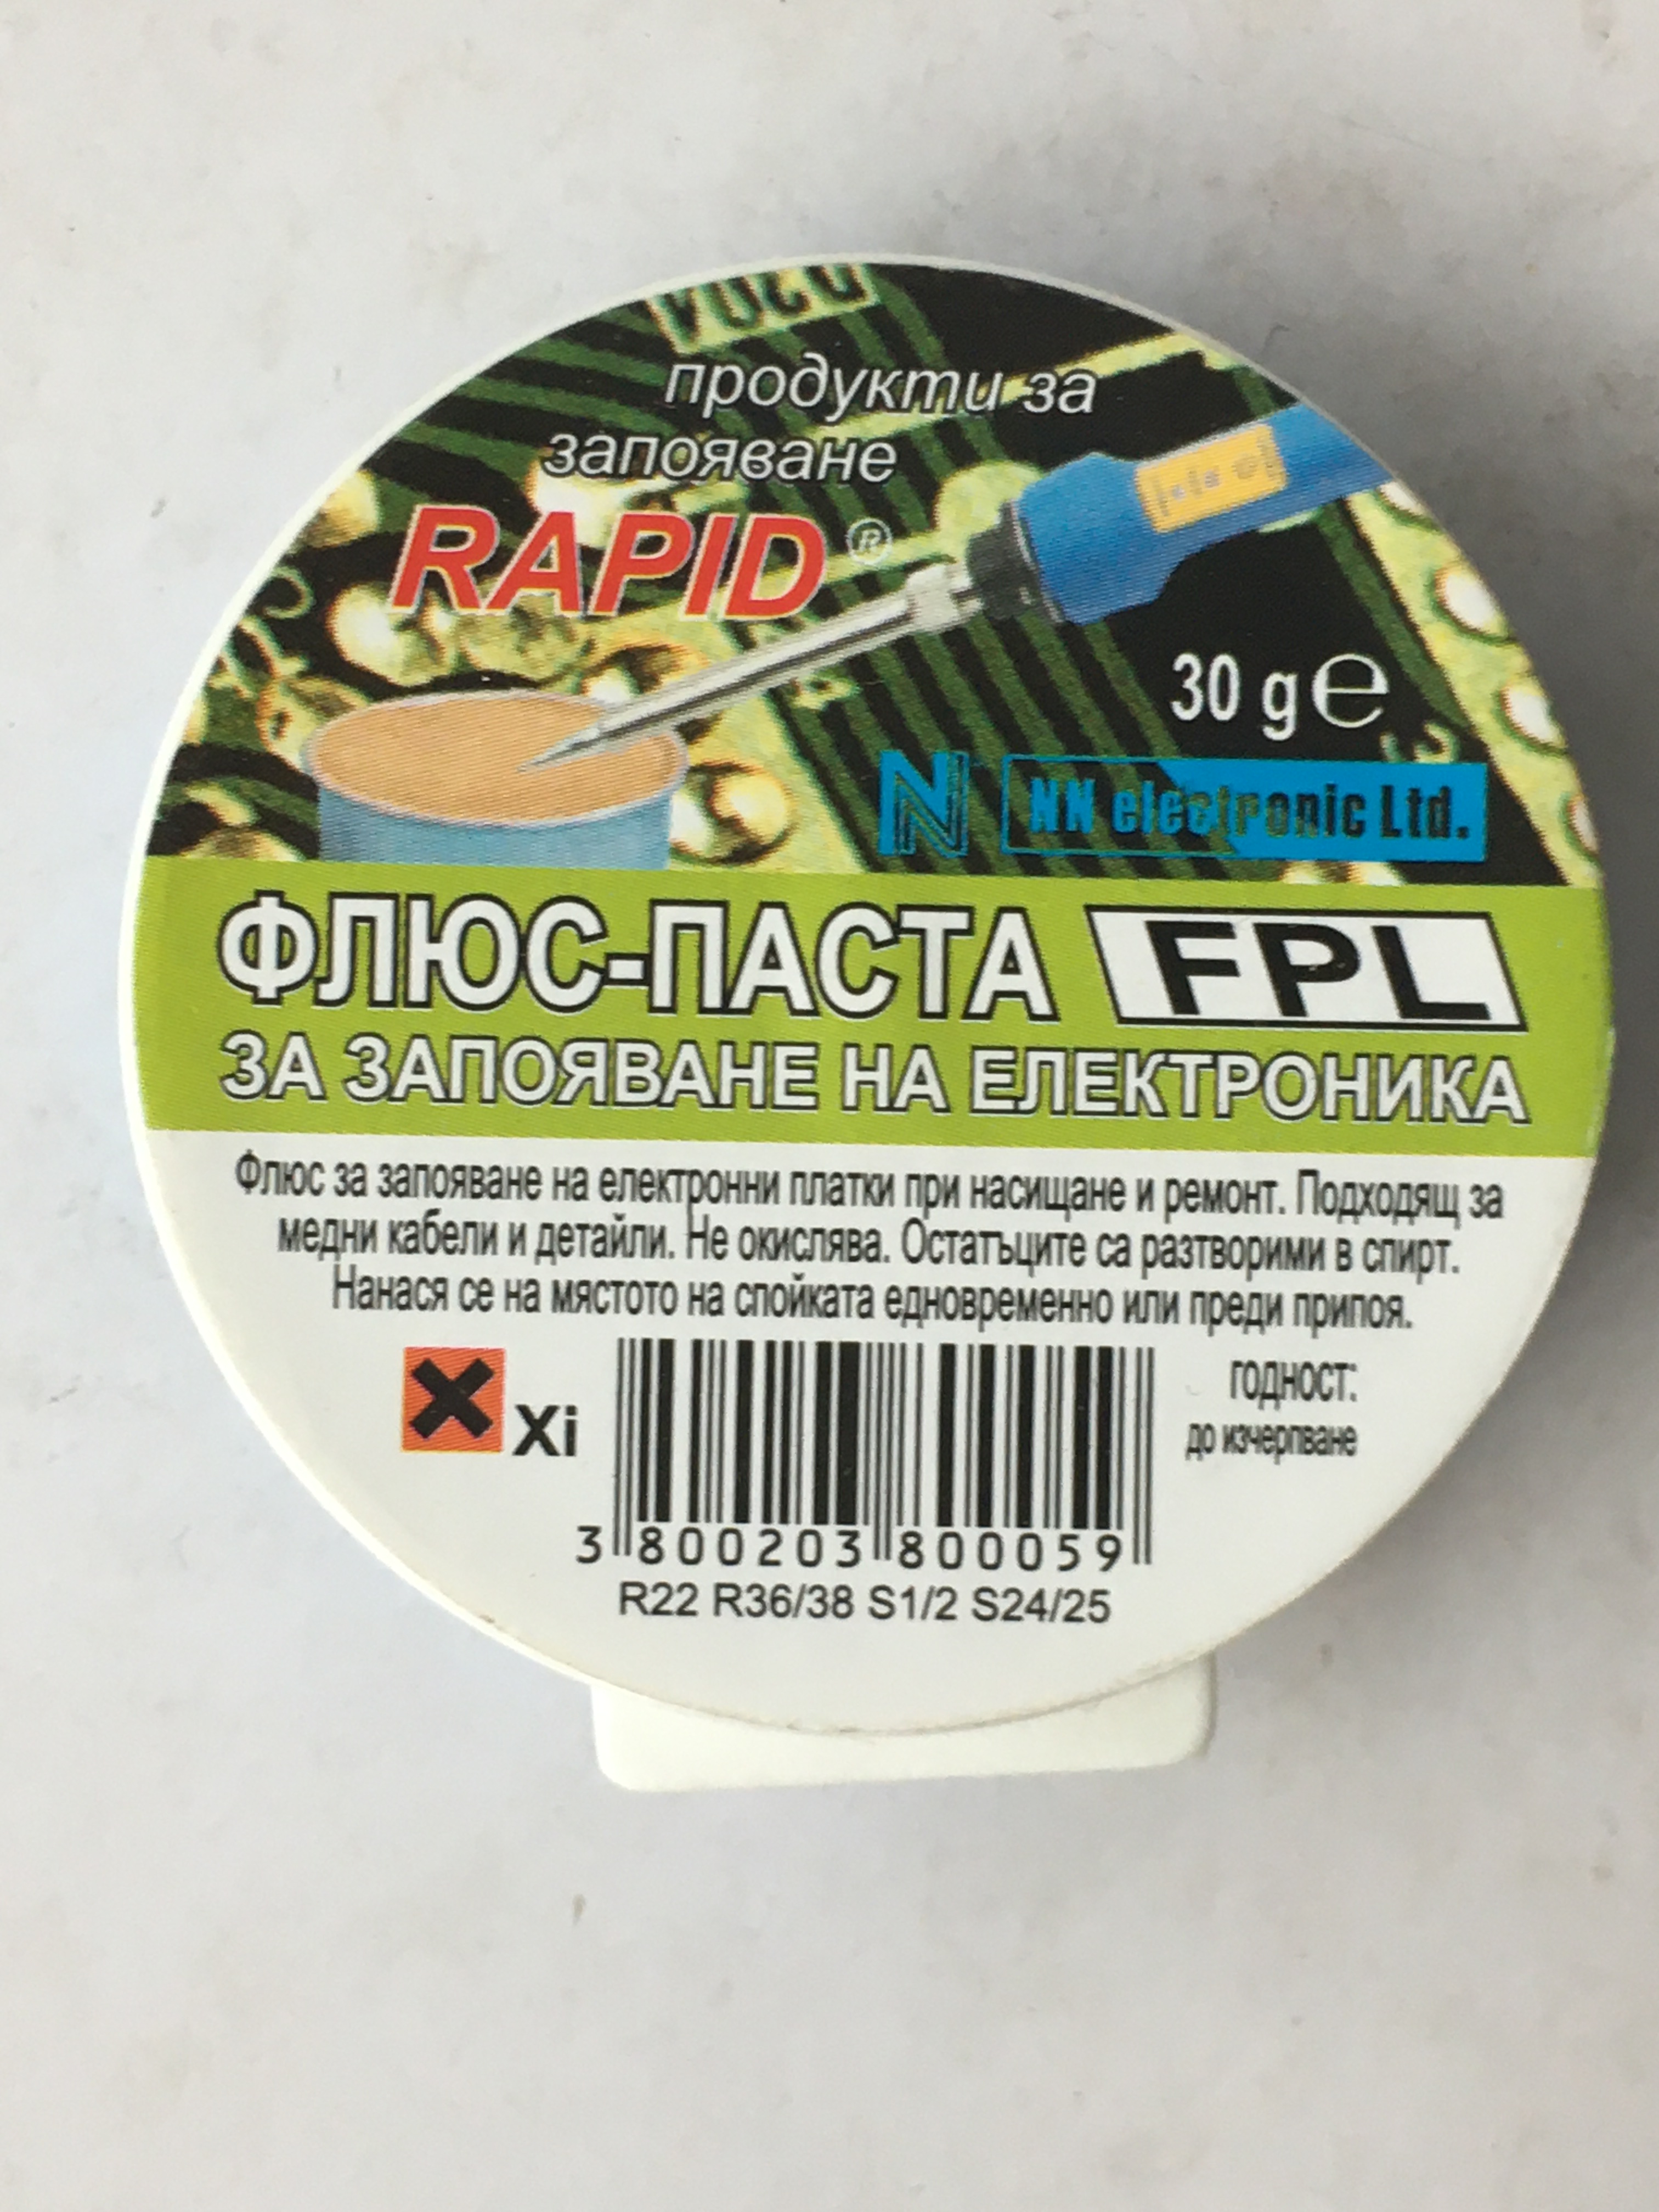 продукти за
запояване
RAPID ®
30 g ℮
N NN electronic Ltd.
ФЛЮС-ПАСТА FPL
ЗА ЗАПОЯВАНЕ НА ЕЛЕКТРОНИКА
Флюс за запояване на електронни платки при насищане и ремонт. Подходящ за
медни кабели и детайли. Не окислява. Остатъците са разтворими в спирт.
Нанася се на мястото на спойката едновременно или преди припоя.
годност:
до изчерпване
Xi
3 800203 800059
R22 R36/38 S1/2 S24/25